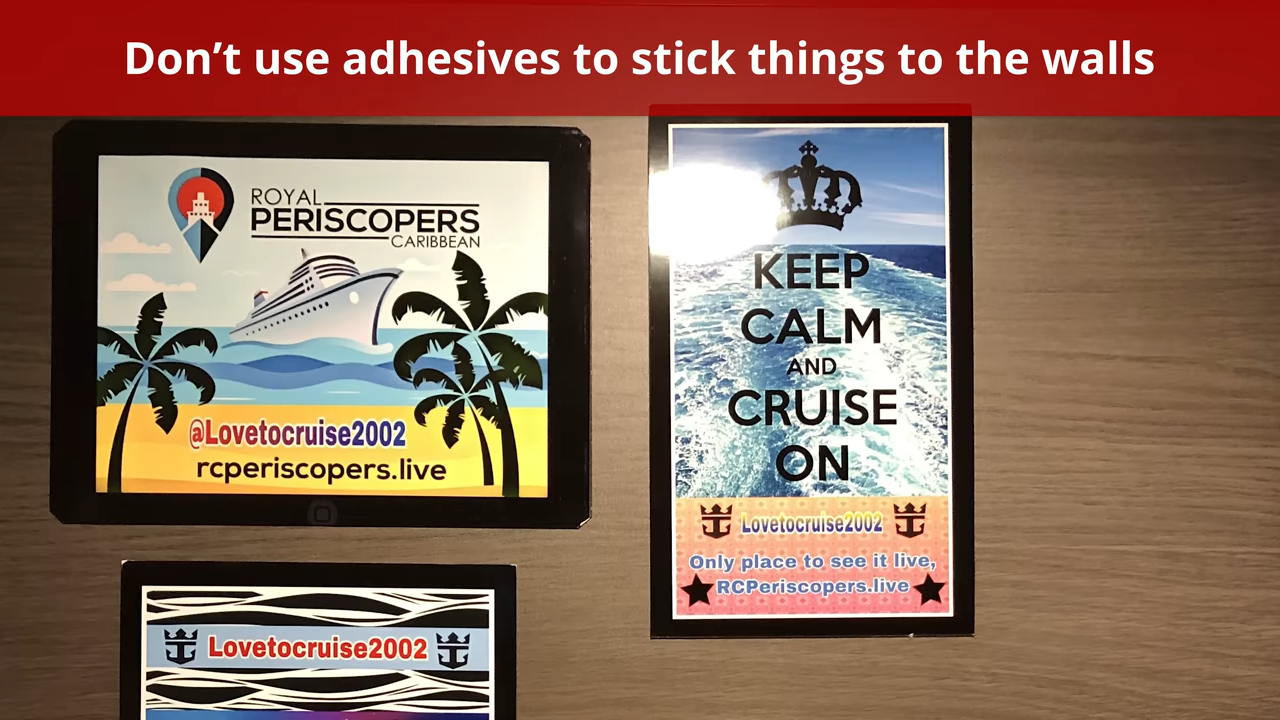 Don’t use adhesives to stick things to the walls
ROYAL
PERISCOPERS
CARIBBEAN
@Lovetocruise2002
rcperiscopers.live
KEEP
CALM
AND
CRUISE
ON
Lovetocruise2002
Only place to see it live,
RCPeriscopers.live
Lovetocruise2002